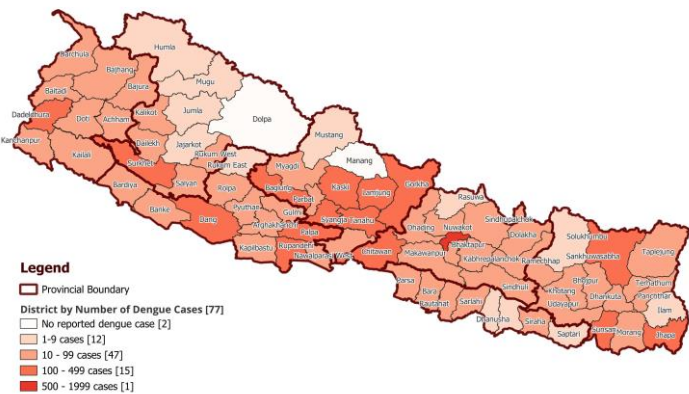 Darchula
Humla
Bajhang
Mugu
Baitadi
Bajura
Dadeldhura
Doti
Achham
Kalikot
Jumla
Dolpa
Kanchanpur
Kailali
Dailekh
Jajarkot
Rukum West
Rukum East
Surkhet
Salyan
Mustang
Manang
Bardiya
Rolpa
Myagdi
Baglung
Parbat
Kaski
Lamjung
Gorkha
Banke
Dang
Pyuthan
Gulmi
Syangja
Tanahu
Rasuwa
Arghakhanchi
Palpa
Dhading
Nuwakot
Sindhupalchok
Dolakha
Solukhumbu
Sankhuwasabha
Taplejung
Kapilbastu
Rupandehi
Nawalparasi West
Chitawan
Bhaktapur
Makawanpur
Kabhrepalanchok
Ramechhap
Sindhuli
Khotang
Bhojpur
Terhathum
Panchthar
Dhankuta
Udayapur
Ilam
Parsa
Bara
Rautahat
Sarlahi
Dhanusha
Siraha
Saptari
Sunsari
Morang
Jhapa
Legend
Provincial Boundary
District by Number of Dengue Cases [77]
No reported dengue case [2]
1-9 cases [12]
10 - 99 cases [47]
100 - 499 cases [15]
500 - 1999 cases [1]